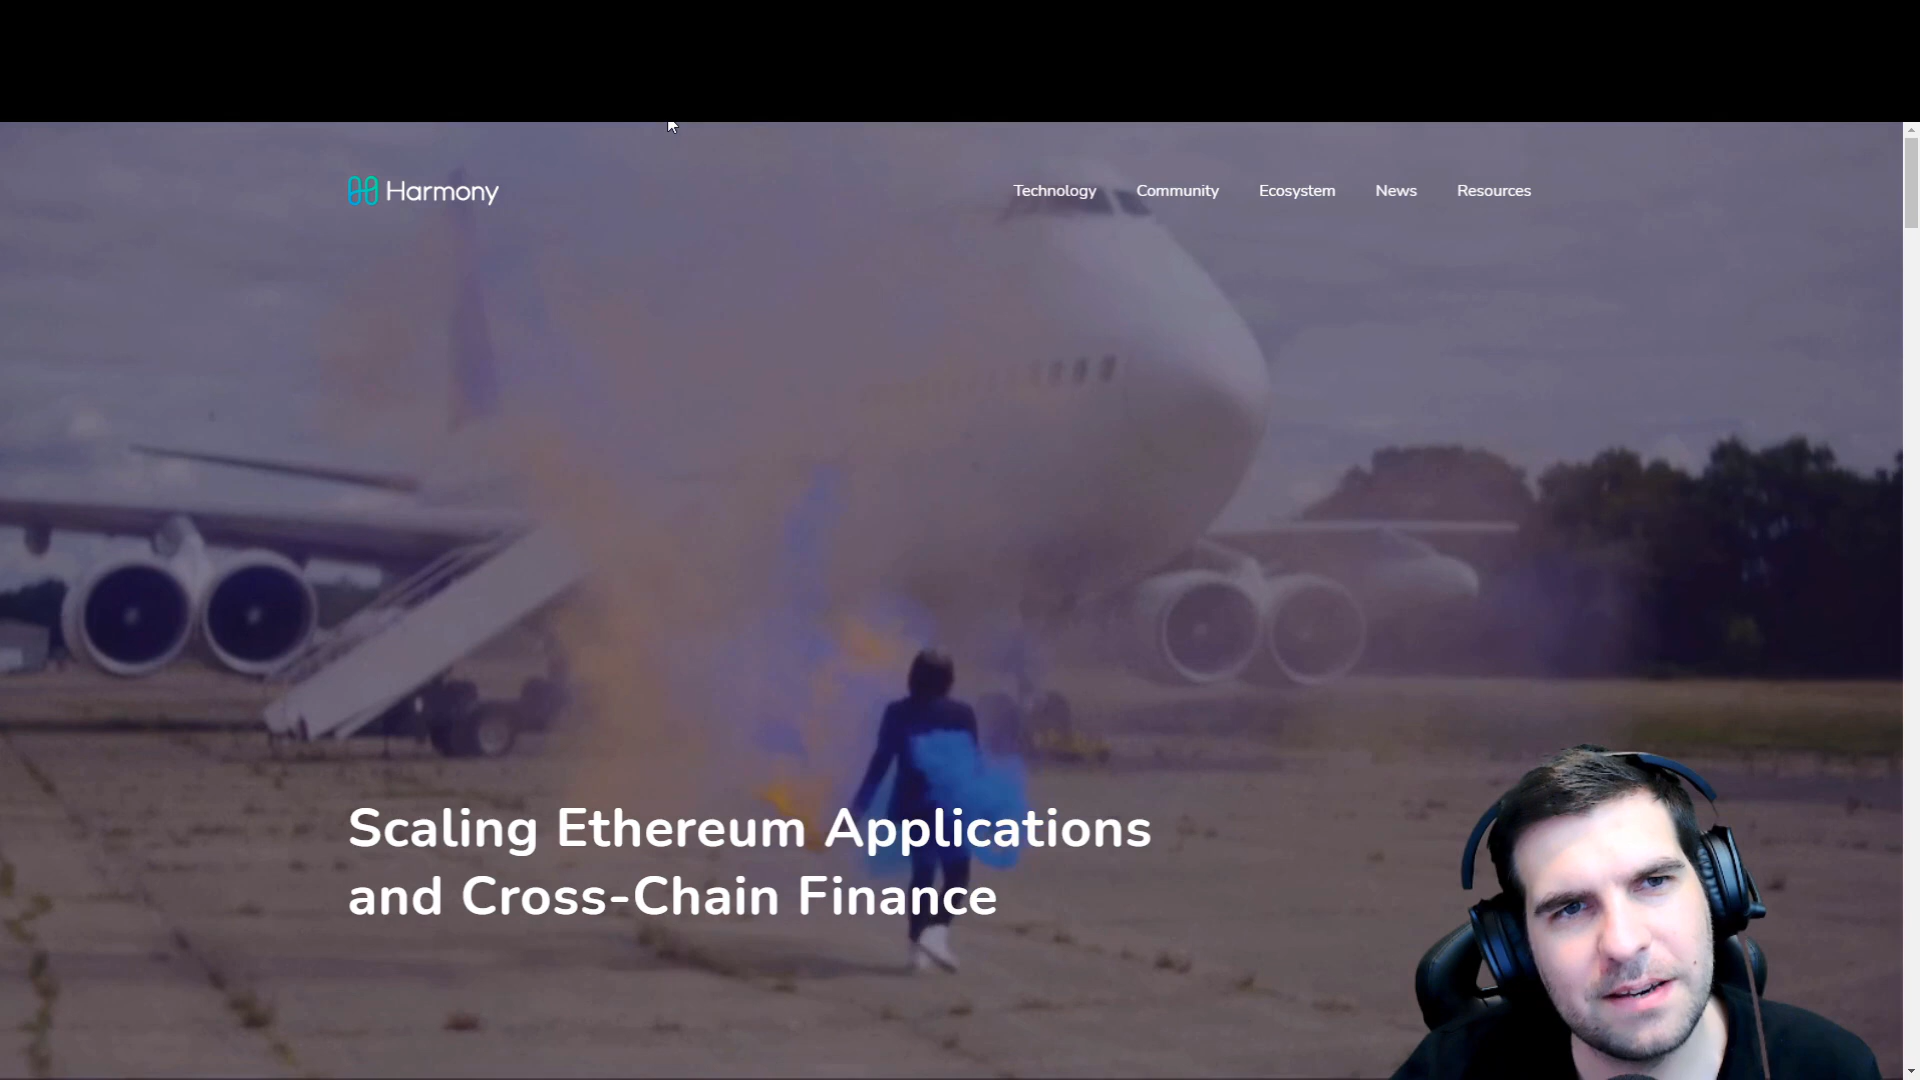 Harmony
Technology Community Ecosystem News Resources
Scaling Ethereum Applications
and Cross-Chain Finance